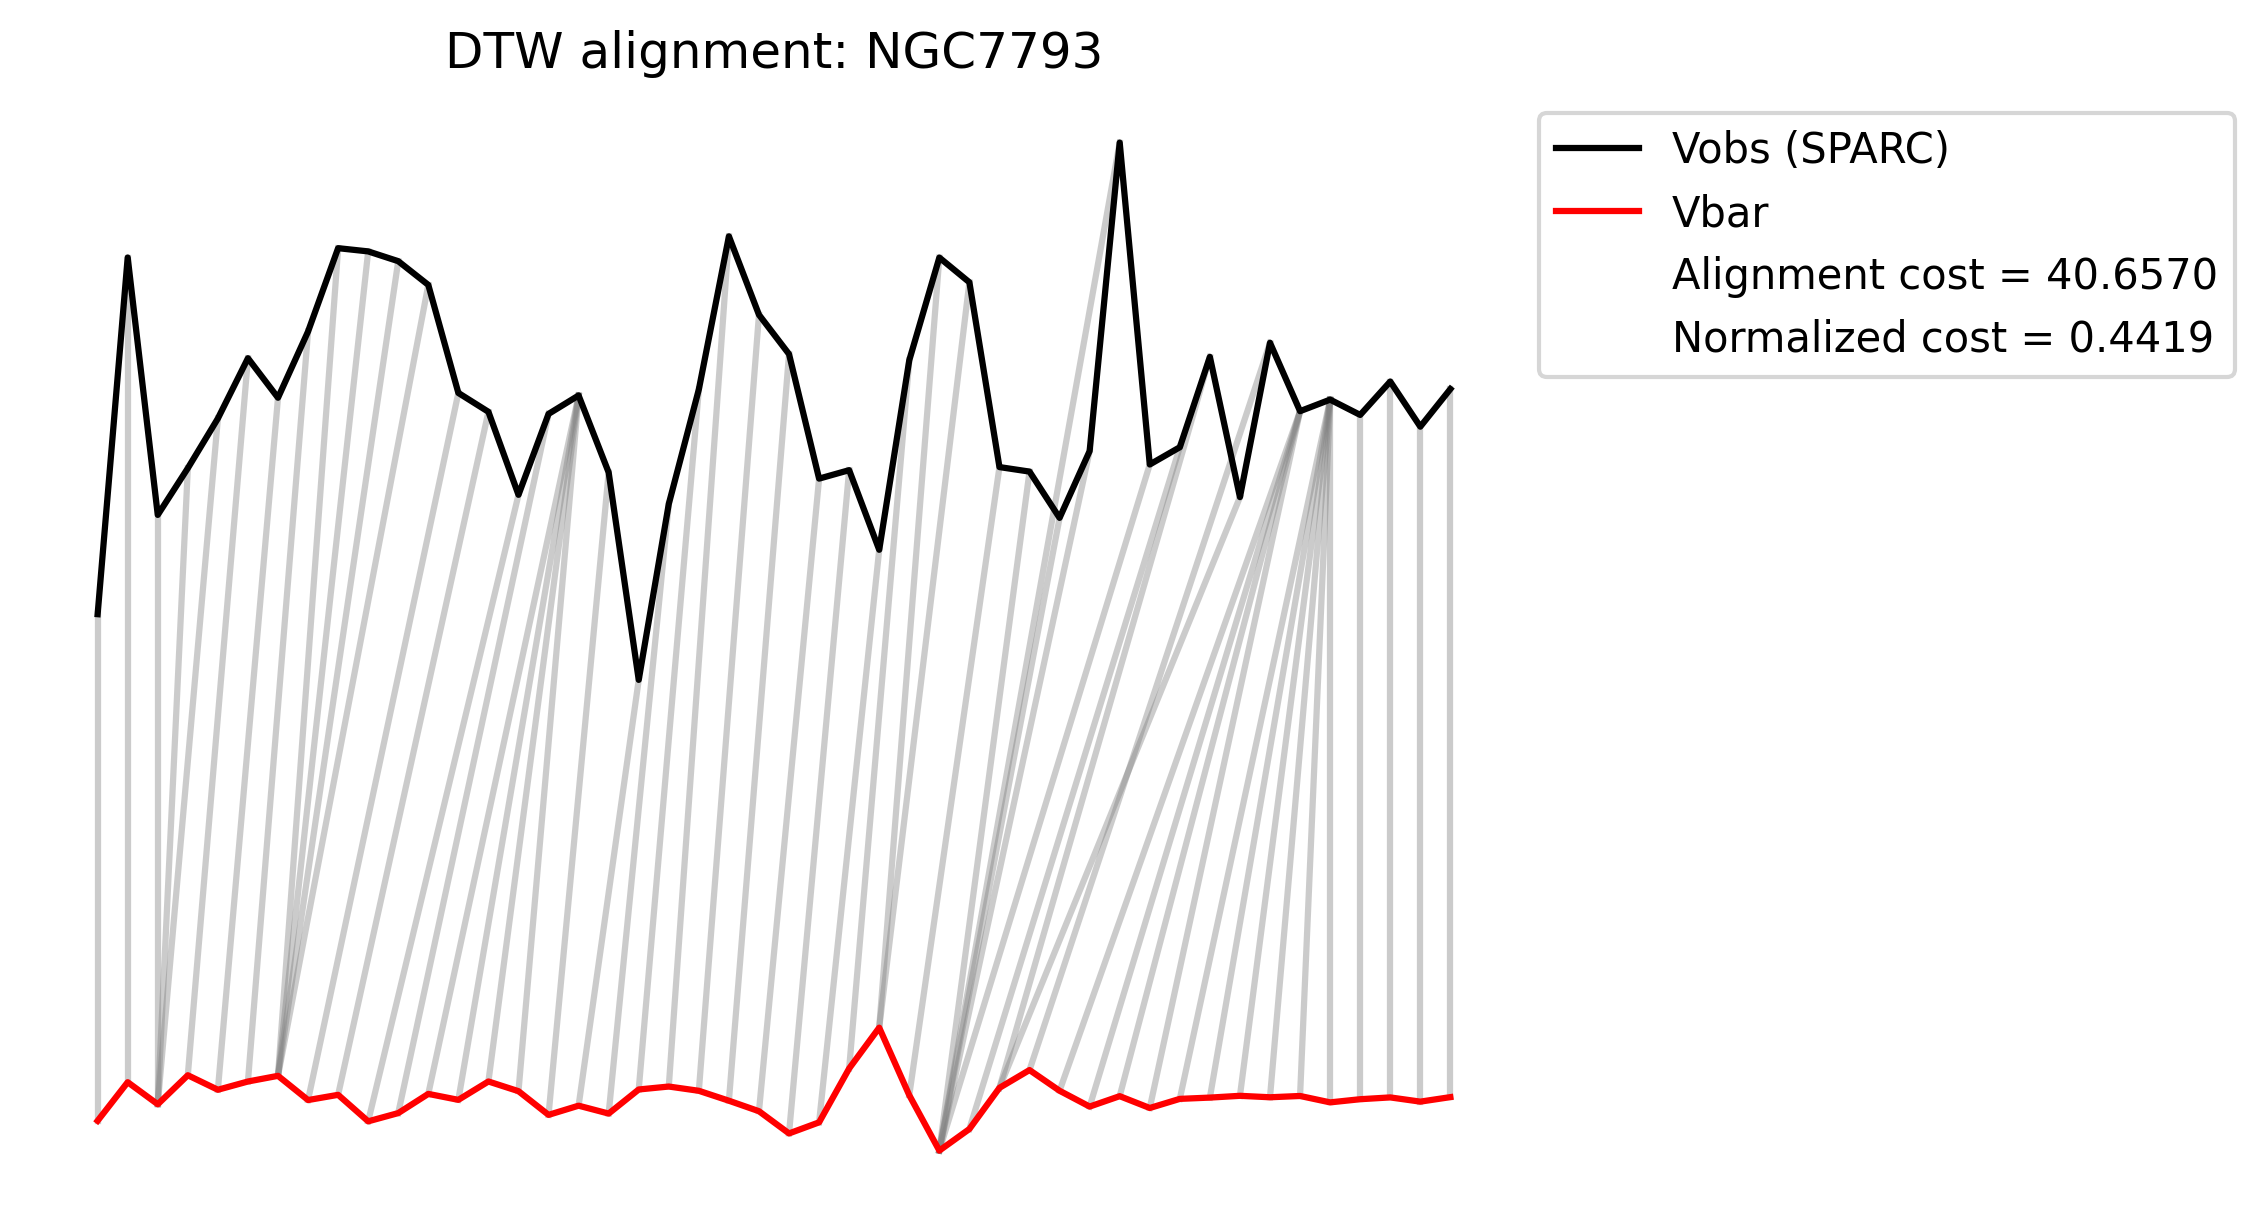 DTW alignment: NGC7793
Vobs (SPARC)
Vbar
Alignment cost = 40.6570
Normalized cost = 0.4419